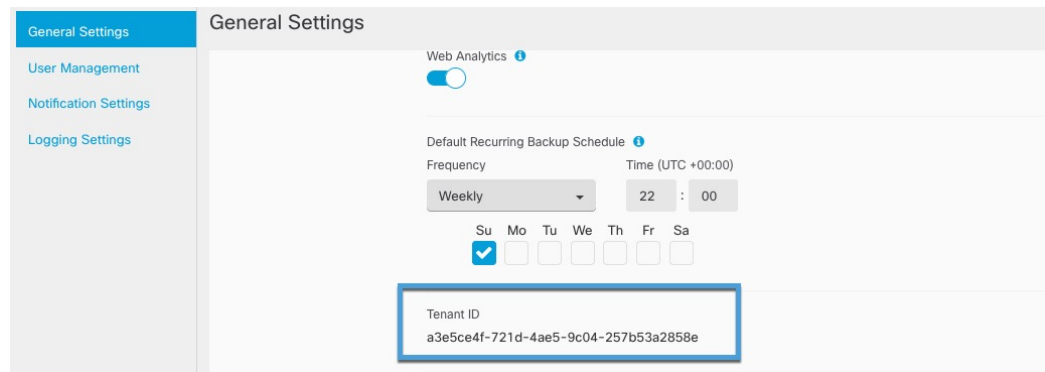 General Settings
General Settings
User Management
Notification Settings
Logging Settings
Web Analytics
Default Recurring Backup Schedule
Frequency
Time (UTC +00:00)
Weekly
22 : 00
Su Mo Tu We Th Fr Sa
Tenant ID
a3e5ce4f-721d-4ae5-9c04-257b53a2858e